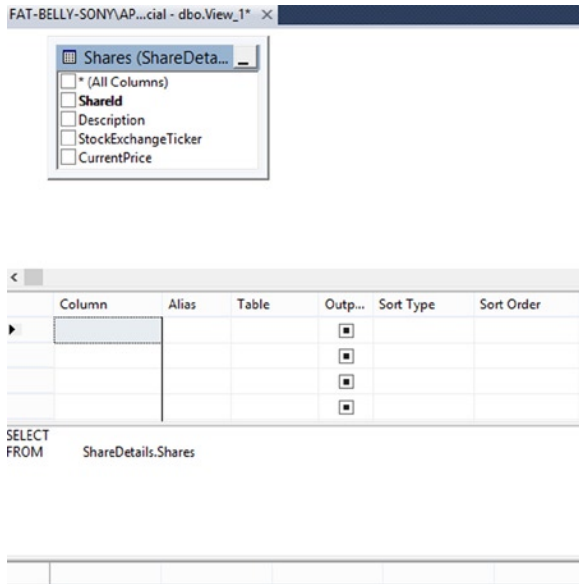 FAT-BELLY-SONY\AP...cial - dbo.View_1* ×
Shares (ShareDeta...
* (All Columns)
ShareId
Description
StockExchangeTicker
CurrentPrice
Column Alias Table Outp... Sort Type Sort Order
SELECT
FROM ShareDetails.Shares